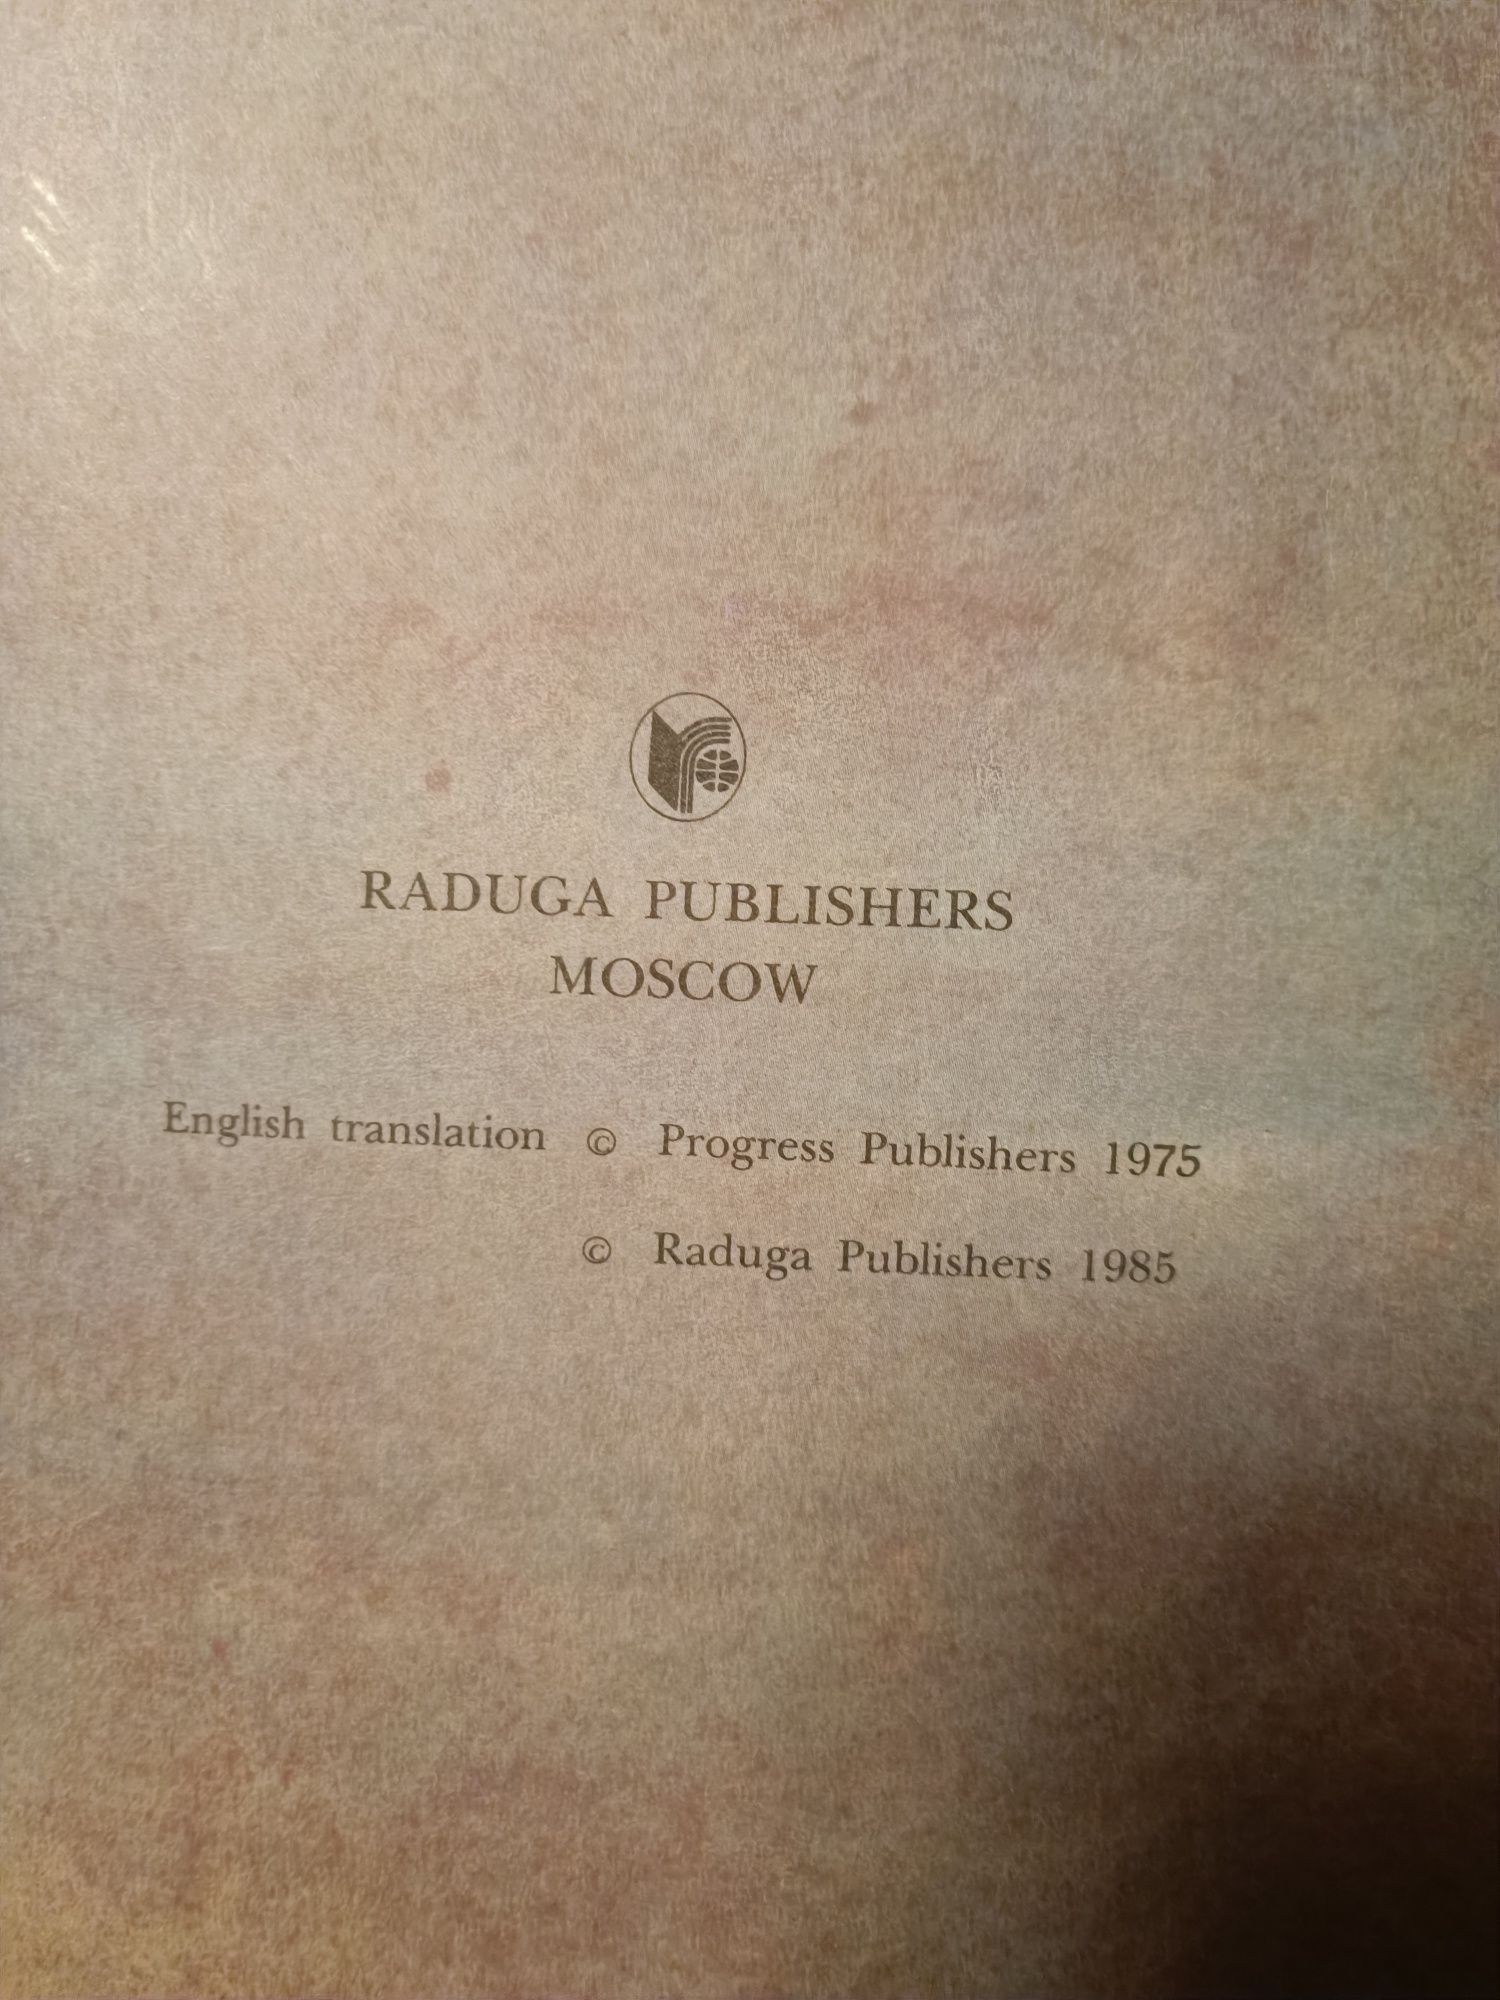 RADUGA PUBLISHERS
MOSCOW
English translation © Progress Publishers 1975
© Raduga Publishers 1985